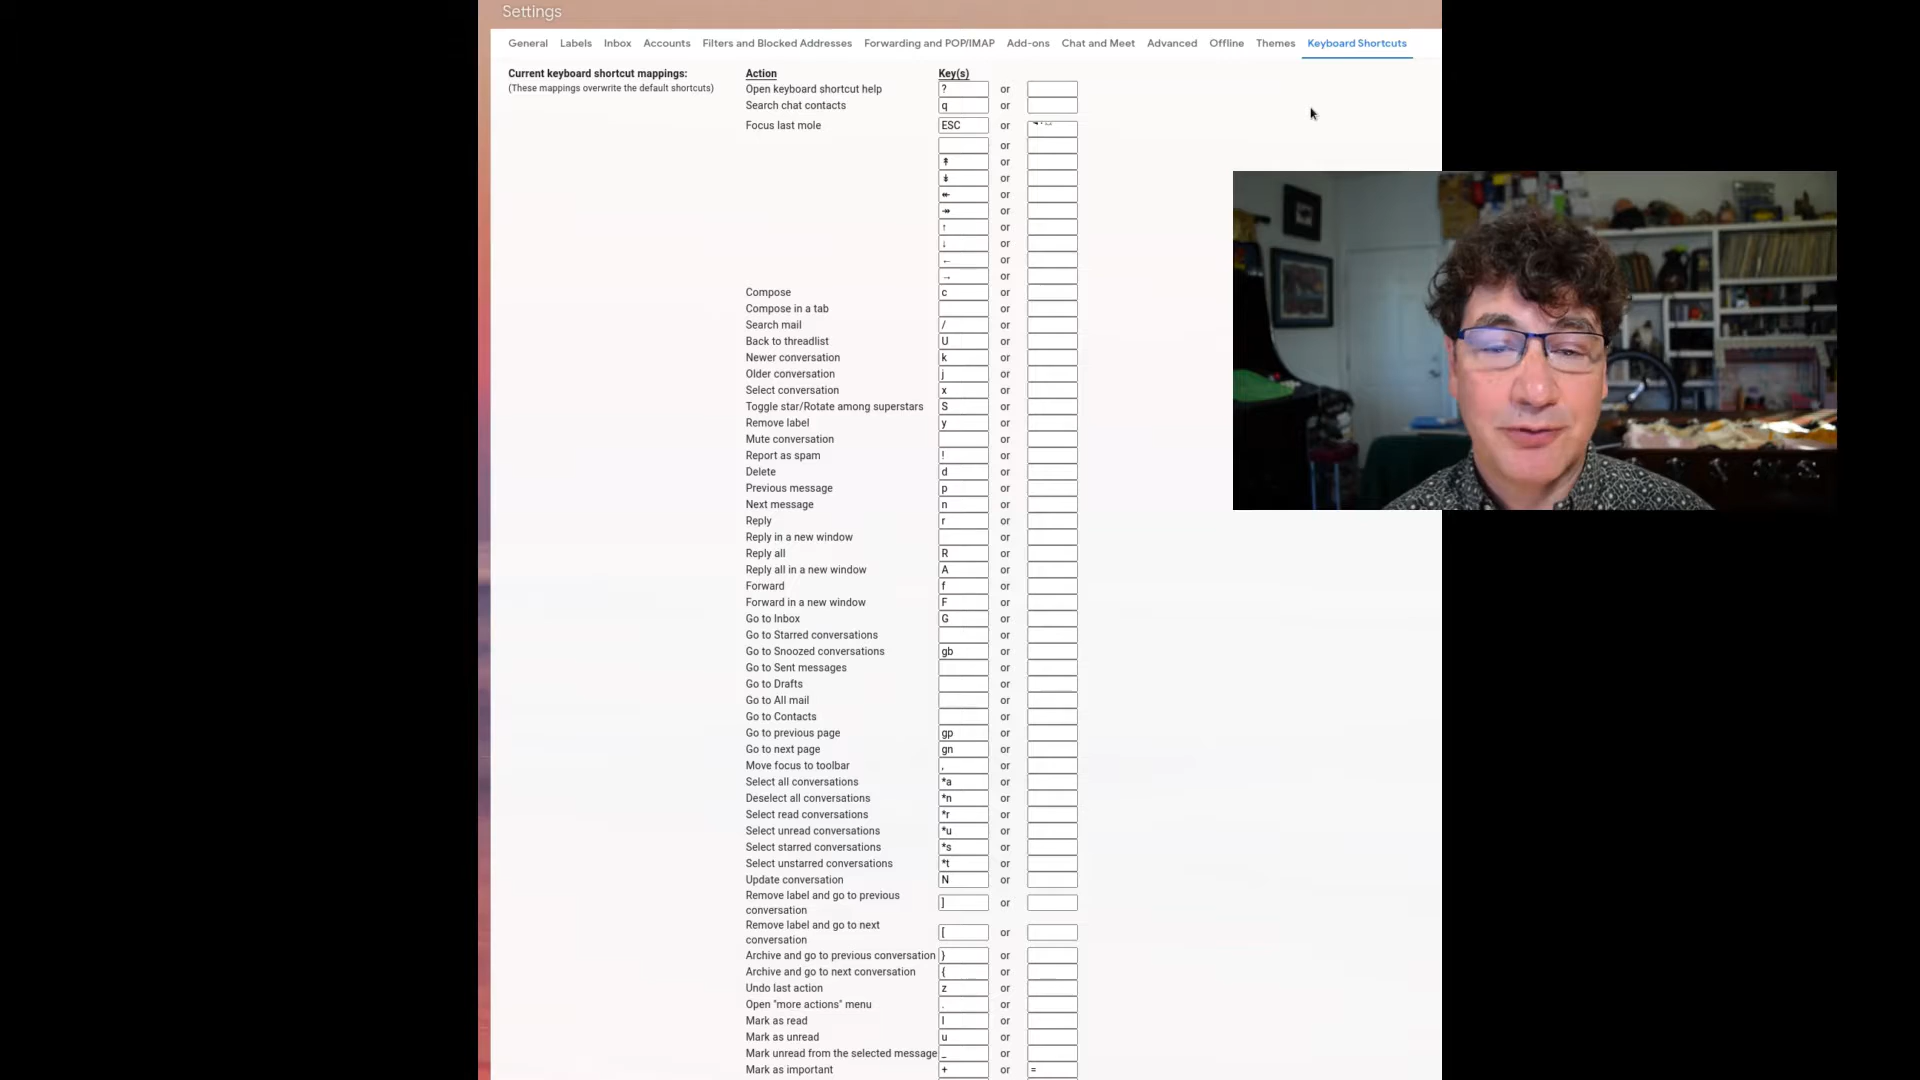 Settings
General Labels Inbox Accounts Filters and Blocked Addresses Forwarding and POP/IMAP Add-ons Chat and Meet Advanced Offline Themes Keyboard Shortcuts
Current keyboard shortcut mappings: Action Key(s)
(These mappings overwrite the default shortcuts)
Open keyboard shortcut help ? or
Search chat contacts q or
Focus last mole ESC or
or
↟ or
↡ or
↞ or
↠ or
↑ or
↓ or
← or
→ or
Compose c or
Compose in a tab or
Search mail / or
Back to threadlist U or
Newer conversation k or
Older conversation j or
Select conversation x or
Toggle star/Rotate among superstars S or
Remove label y or
Mute conversation or
Report as spam ! or
Delete d or
Previous message p or
Next message n or
Reply r or
Reply in a new window or
Reply all R or
Reply all in a new window A or
Forward f or
Forward in a new window F or
Go to Inbox G or
Go to Starred conversations or
Go to Snoozed conversations gb or
Go to Sent messages or
Go to Drafts or
Go to All mail or
Go to Contacts or
Go to previous page gp or
Go to next page gn or
Move focus to toolbar , or
Select all conversations *a or
Deselect all conversations *n or
Select read conversations *r or
Select unread conversations *u or
Select starred conversations *s or
Select unstarred conversations *t or
Update conversation N or
Remove label and go to previous
conversation ] or
Remove label and go to next
conversation [ or
Archive and go to previous conversation } or
Archive and go to next conversation { or
Undo last action z or
Open "more actions" menu . or
Mark as read I or
Mark as unread u or
Mark unread from the selected message _ or
Mark as important + or =